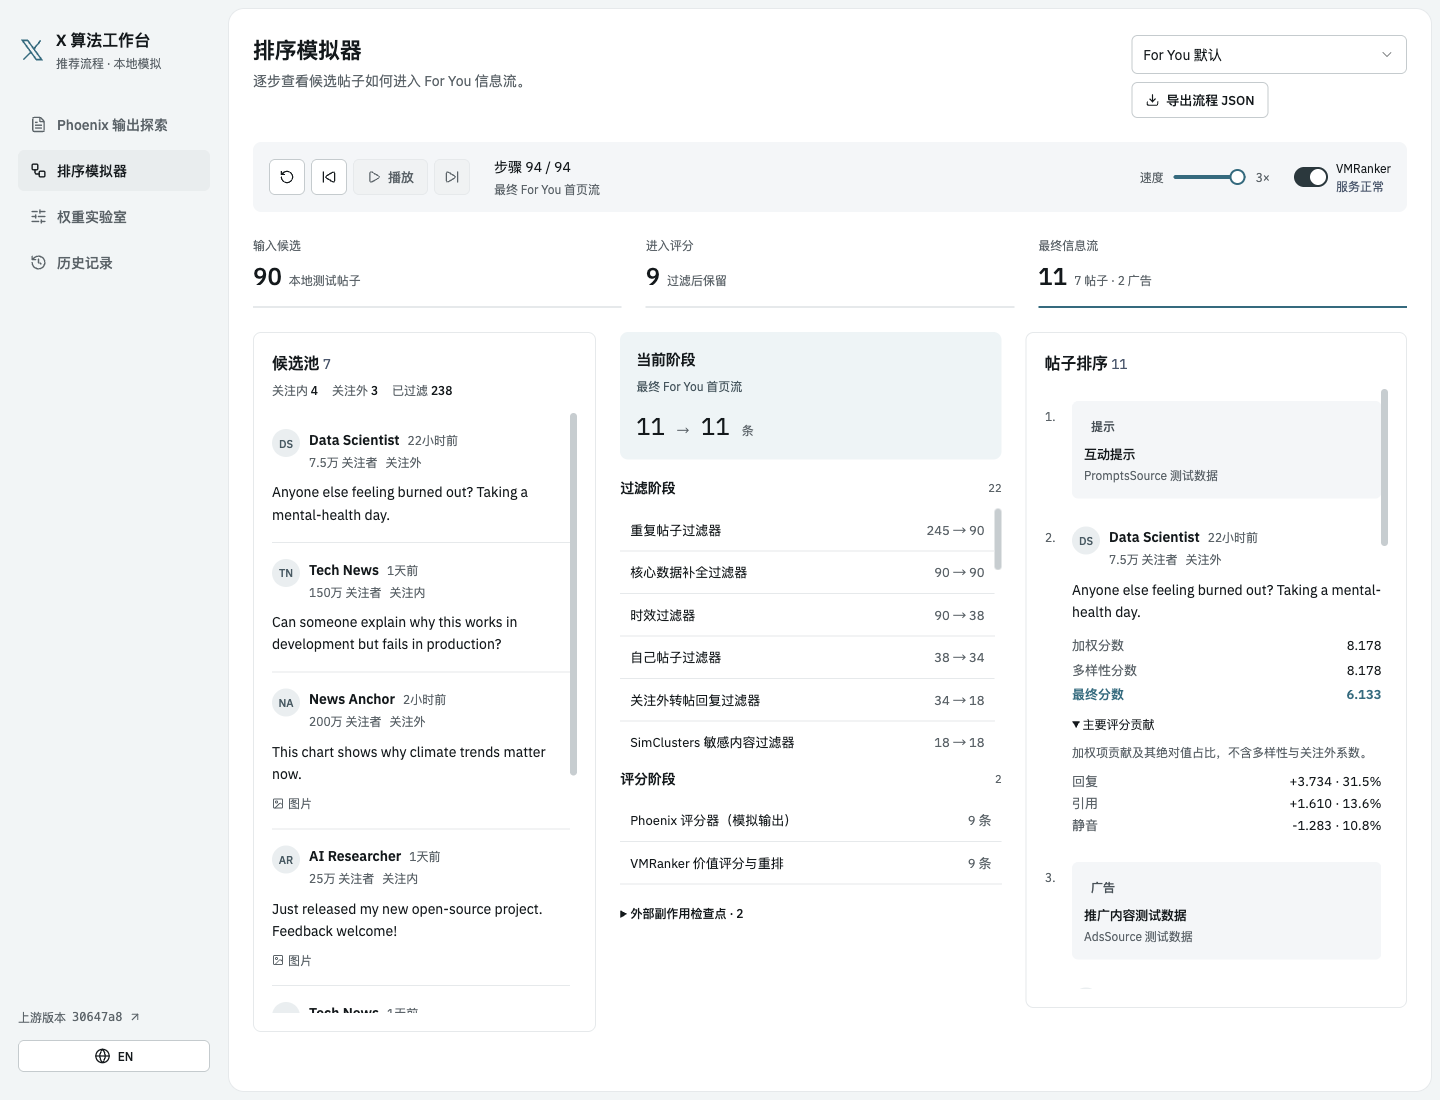 X 算法工作台
推荐流程 · 本地模拟
Phoenix 输出探索
排序模拟器
权重实验室
历史记录
上游版本 30647a8
EN
排序模拟器
逐步查看候选帖子如何进入 For You 信息流。
For You 默认
导出流程 JSON
播放
步骤 94 / 94
最终 For You 首页流
速度
3×
VMRanker
服务正常
输入候选
90 本地测试帖子
进入评分
9 过滤后保留
最终信息流
11 7 帖子 · 2 广告
候选池 7
关注内 4 关注外 3 已过滤 238
DS
Data Scientist 22小时前
7.5万 关注者 关注外
Anyone else feeling burned out? Taking a
mental-health day.
TN
Tech News 1天前
150万 关注者 关注内
Can someone explain why this works in
development but fails in production?
NA
News Anchor 2小时前
200万 关注者 关注外
This chart shows why climate trends matter
now.
图片
AR
AI Researcher 1天前
25万 关注者 关注内
Just released my new open-source project.
Feedback welcome!
图片
Tech News 1天前
当前阶段
最终 For You 首页流
11 → 11 条
过滤阶段 22
重复帖子过滤器 245 → 90
核心数据补全过滤器 90 → 90
时效过滤器 90 → 38
自己帖子过滤器 38 → 34
关注外转帖回复过滤器 34 → 18
SimClusters 敏感内容过滤器 18 → 18
评分阶段 2
Phoenix 评分器（模拟输出） 9 条
VMRanker 价值评分与重排 9 条
外部副作用检查点 · 2
帖子排序 11
1.
提示
互动提示
PromptsSource 测试数据
2.
DS
Data Scientist 22小时前
7.5万 关注者 关注外
Anyone else feeling burned out? Taking a mental-
health day.
加权分数 8.178
多样性分数 8.178
最终分数 6.133
主要评分贡献
加权项贡献及其绝对值占比，不含多样性与关注外系数。
回复 +3.734 · 31.5%
引用 +1.610 · 13.6%
静音 -1.283 · 10.8%
3.
广告
推广内容测试数据
AdsSource 测试数据